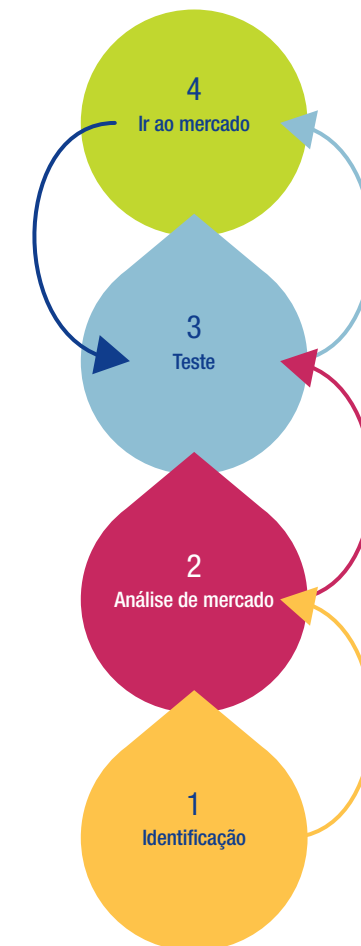 4
Ir ao mercado
3
Teste
2
Análise de mercado
1
Identificação